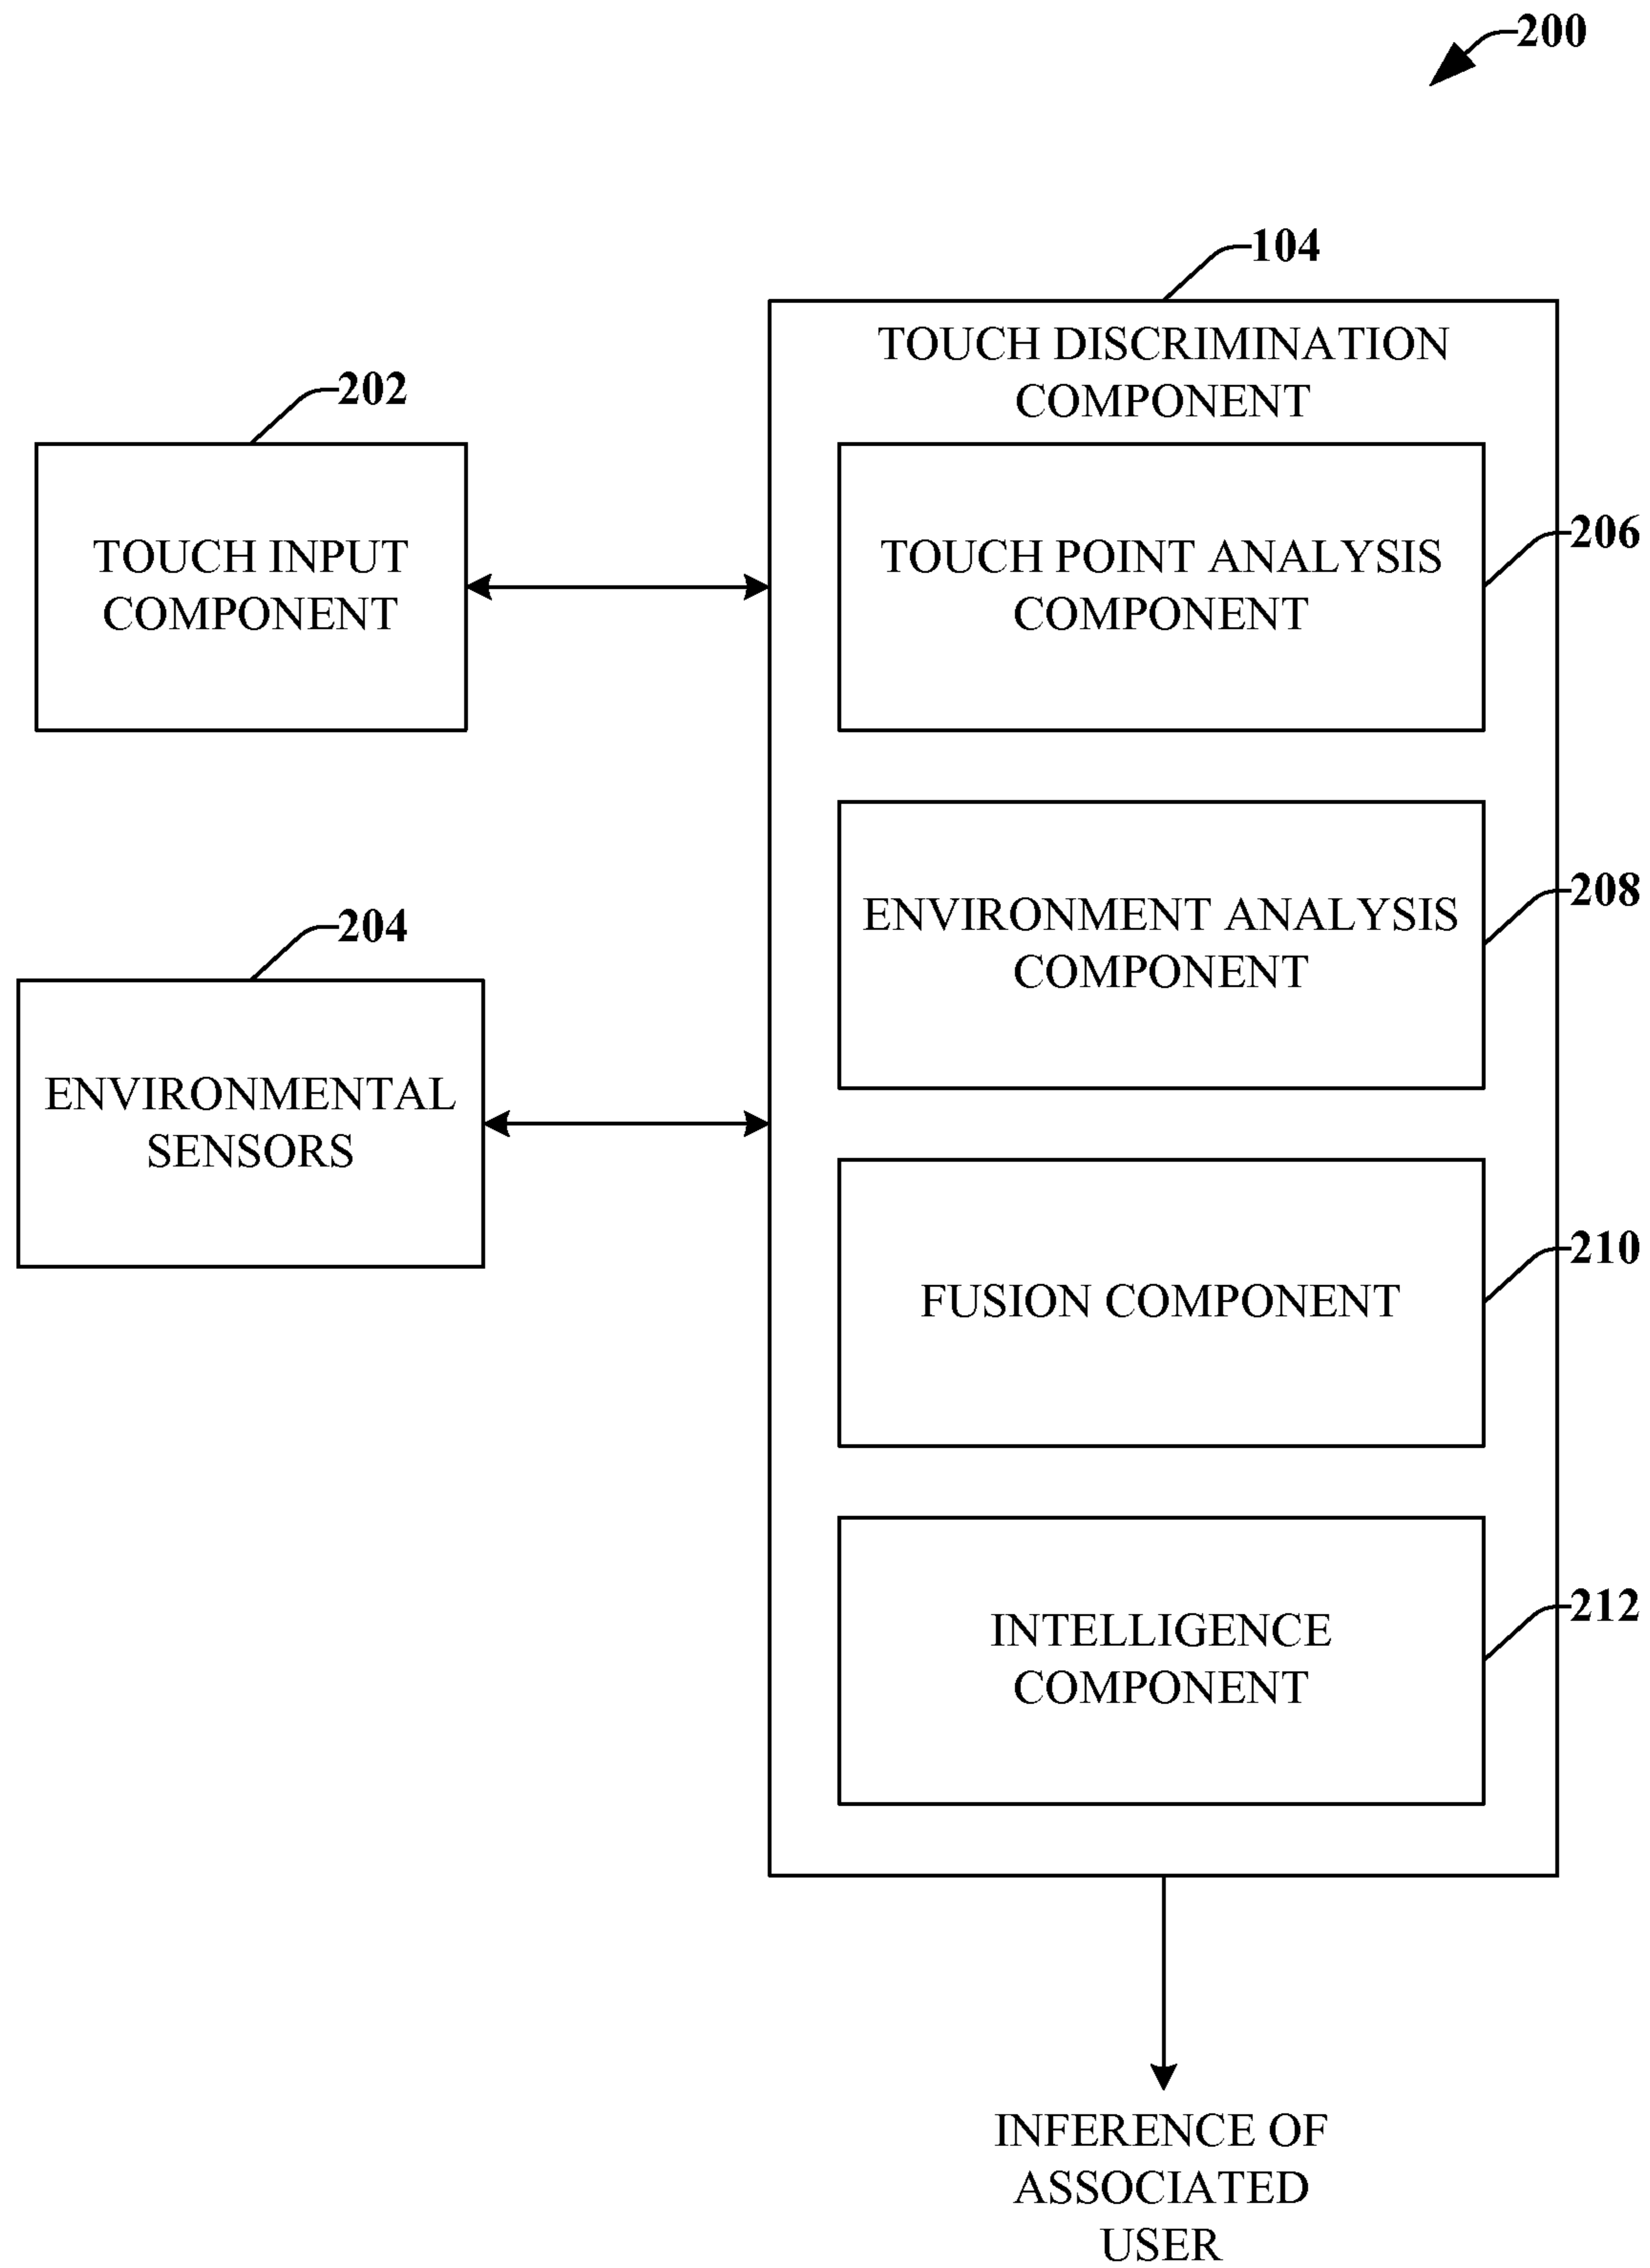 200
104
TOUCH DISCRIMINATION
COMPONENT
202
TOUCH INPUT
COMPONENT
206
TOUCH POINT ANALYSIS
COMPONENT
208
ENVIRONMENT ANALYSIS
COMPONENT
204
ENVIRONMENTAL
SENSORS
210
FUSION COMPONENT
212
INTELLIGENCE
COMPONENT
INFERENCE OF
ASSOCIATED
USER